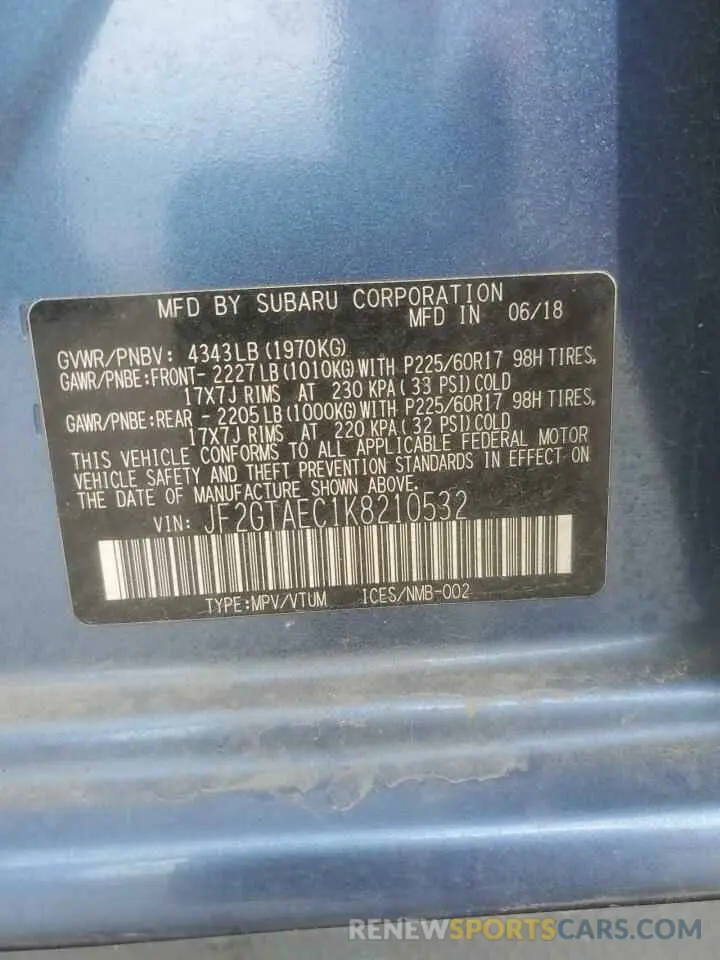 MFD BY SUBARU CORPORATION
MFD IN 06/18
GVWR/PNBV: 4343LB(1970KG)
GAWR/PNBE:FRONT- 2227LB(1010KG)WITH P225/60R17 98H TIRES,
17X7J RIMS AT 230 KPA(33 PSI)COLD
GAWR/PNBE:REAR - 2205LB(1000KG)WITH P225/60R17 98H TIRES,
17X7J RIMS AT 220 KPA(32 PSI)COLD
THIS VEHICLE CONFORMS TO ALL APPLICABLE FEDERAL MOTOR
VEHICLE SAFETY AND THEFT PREVENTION STANDARDS IN EFFECT ON
THE DATE OF MANUFACTURE SHOWN ABOVE.
VIN: JF2GTAEC1K8210532
TYPE:MPV/VTUM ICES/NMB-002
RENEWSPORTSCARS.COM